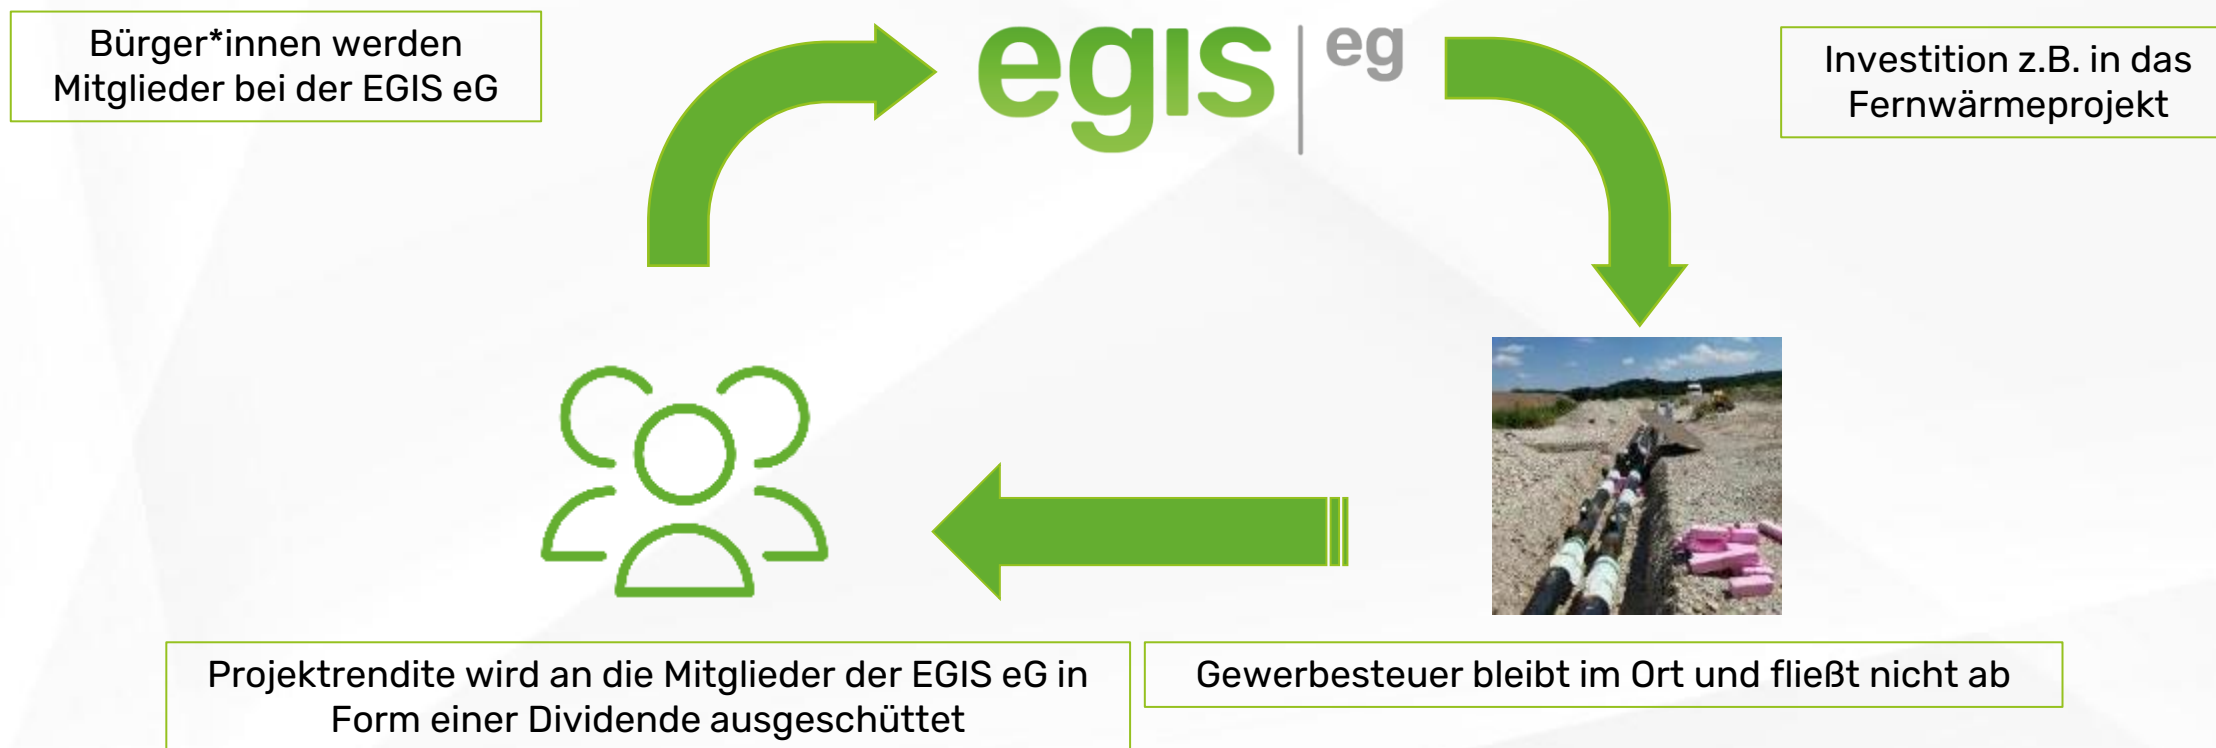 Bürger*innen werden
Mitglieder bei der EGIS eG
egis | eg
Investition z.B. in das
Fernwärmeprojekt
Projektrendite wird an die Mitglieder der EGIS eG in
Form einer Dividende ausgeschüttet
Gewerbesteuer bleibt im Ort und fließt nicht ab